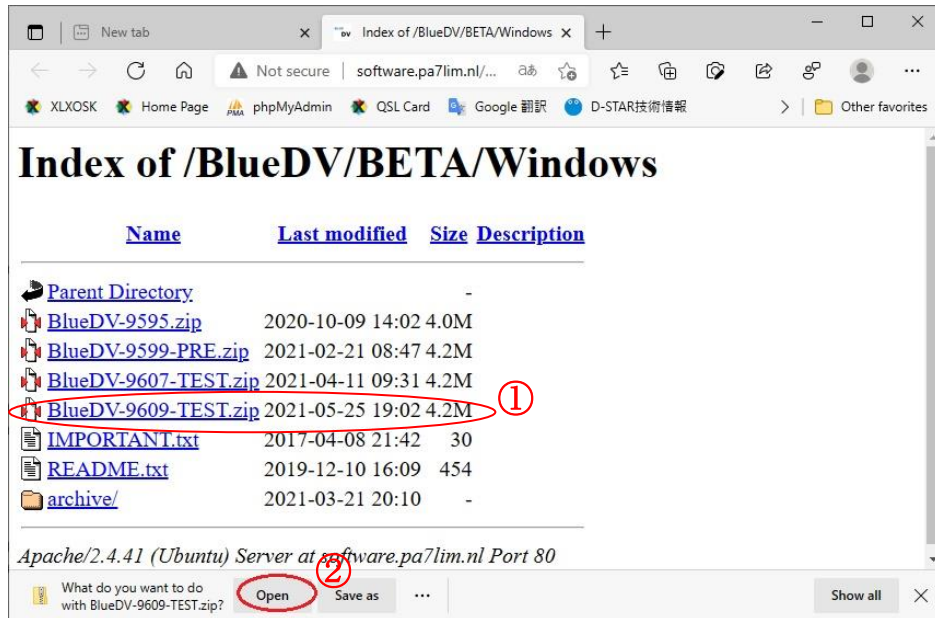 New tab
DV Index of /BlueDV/BETA/Windows
Not secure software.pa7lim.nl/... aあ
XLXOSK Home Page PMA phpMyAdmin QSL Card Google 翻訳 D-STAR技術情報 Other favorites
Index of /BlueDV/BETA/Windows
Name Last modified Size Description
Parent Directory -
BlueDV-9595.zip 2020-10-09 14:02 4.0M
BlueDV-9599-PRE.zip 2021-02-21 08:47 4.2M
BlueDV-9607-TEST.zip 2021-04-11 09:31 4.2M
BlueDV-9609-TEST.zip 2021-05-25 19:02 4.2M ①
IMPORTANT.txt 2017-04-08 21:42 30
README.txt 2019-12-10 16:09 454
archive/ 2021-03-21 20:10 -
Apache/2.4.41 (Ubuntu) Server at software.pa7lim.nl Port 80
②
What do you want to do
with BlueDV-9609-TEST.zip?
Open Save as ... Show all